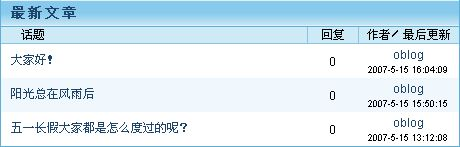 最新文章
话题 回复 作者／最后更新
大家好！ 0 oblog
2007-5-15 16:04:09
阳光总在风雨后 0 oblog
2007-5-15 15:50:15
五一长假大家都是怎么度过的呢？ 0 oblog
2007-5-15 13:12:08